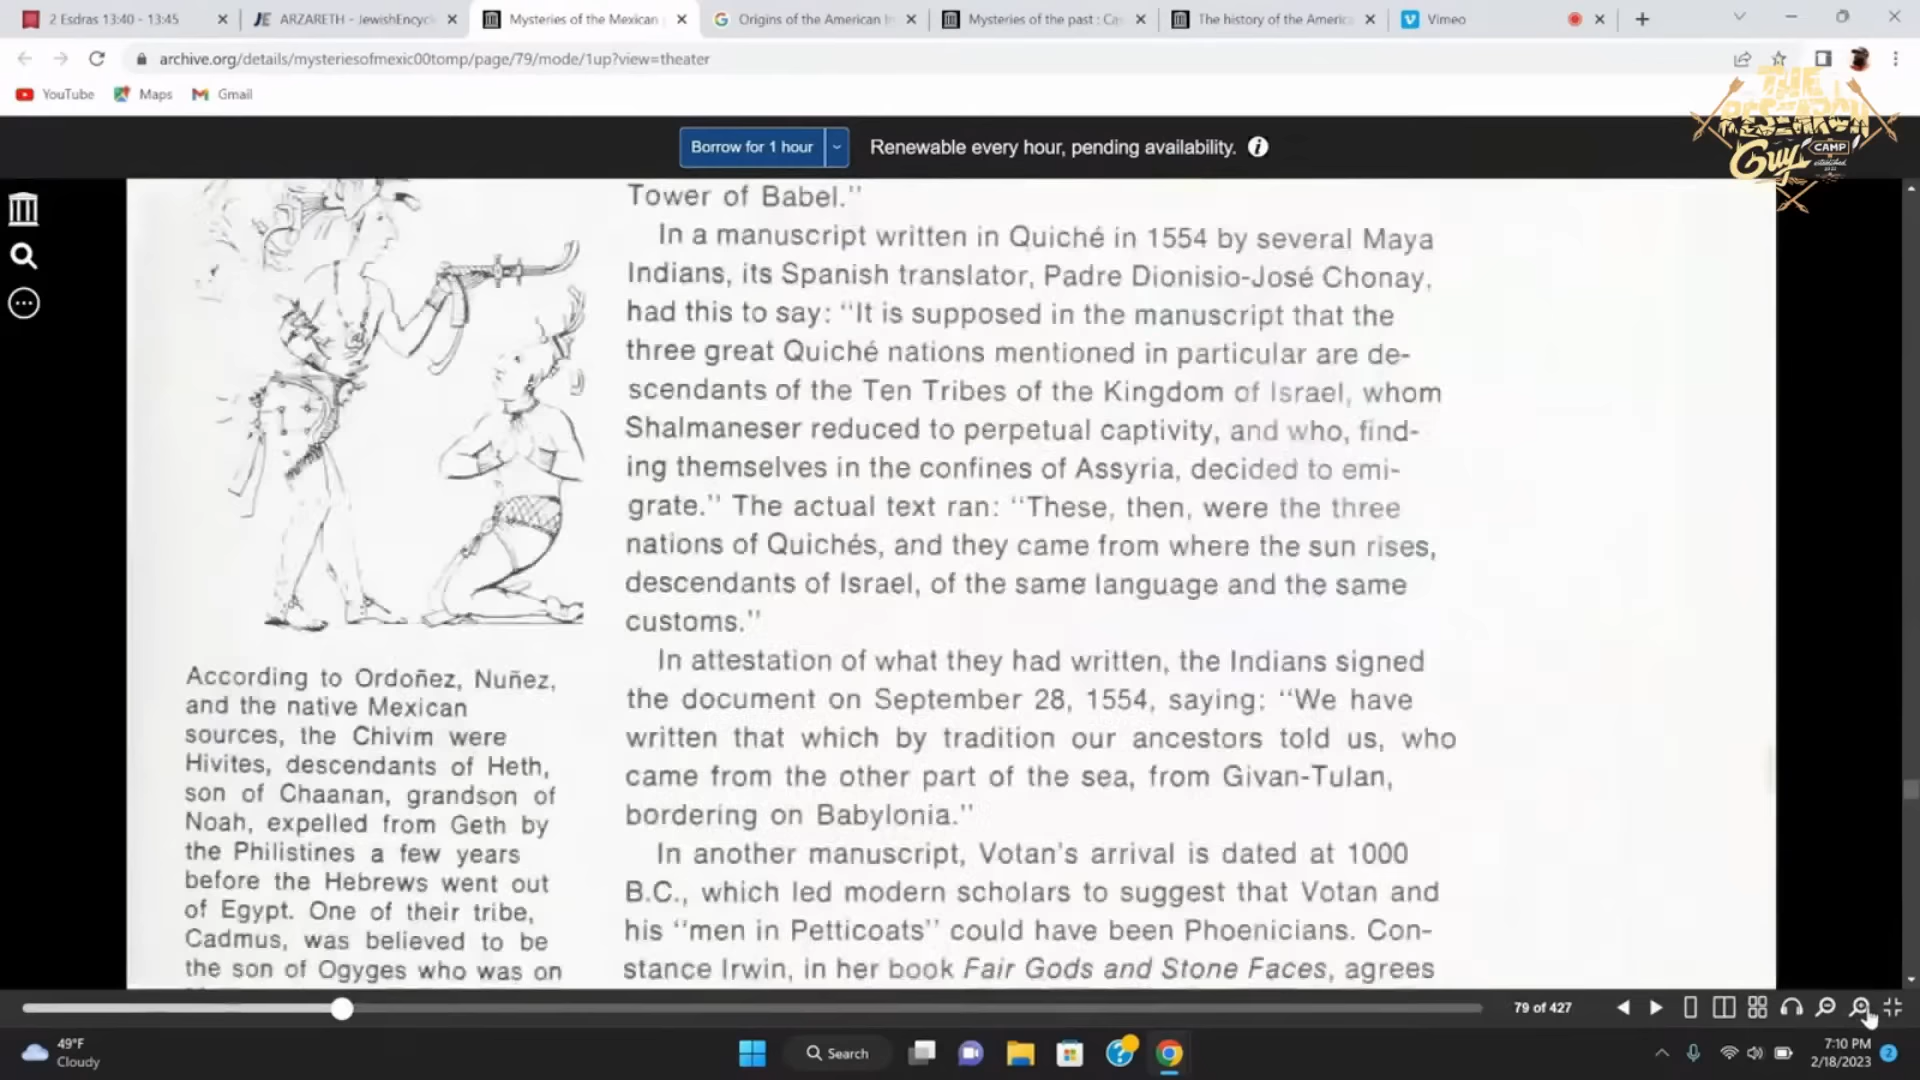 2 Esdras 13:40 - 13:45
ARZARETH - JewishEncycl
Mysteries of the Mexican
Origins of the American I
Mysteries of the past : Ca
The history of the America
Vimeo
archive.org/details/mysteriesofmexic00tomp/page/79/mode/1up?view=theater
YouTube
Maps
Gmail
THE
RESEARCH
Guy
CAMP
Borrow for 1 hour
Renewable every hour, pending availability.
Tower of Babel."
In a manuscript written in Quiché in 1554 by several Maya
Indians, its Spanish translator, Padre Dionisio-José Chonay,
had this to say: "It is supposed in the manuscript that the
three great Quiché nations mentioned in particular are de-
scendants of the Ten Tribes of the Kingdom of Israel, whom
Shalmaneser reduced to perpetual captivity, and who, find-
ing themselves in the confines of Assyria, decided to emi-
grate." The actual text ran: "These, then, were the three
nations of Quichés, and they came from where the sun rises,
descendants of Israel, of the same language and the same
customs."
In attestation of what they had written, the Indians signed
the document on September 28, 1554, saying: "We have
written that which by tradition our ancestors told us, who
came from the other part of the sea, from Givan-Tulan,
bordering on Babylonia."
In another manuscript, Votan's arrival is dated at 1000
B.C., which led modern scholars to suggest that Votan and
his "men in Petticoats" could have been Phoenicians. Con-
stance Irwin, in her book Fair Gods and Stone Faces, agrees
According to Ordoñez, Nuñez,
and the native Mexican
sources, the Chivim were
Hivites, descendants of Heth,
son of Chaanan, grandson of
Noah, expelled from Geth by
the Philistines a few years
before the Hebrews went out
of Egypt. One of their tribe,
Cadmus, was believed to be
the son of Ogyges who was on
79 of 427
49°F
Cloudy
Search
7:10 PM
2/18/2023
2